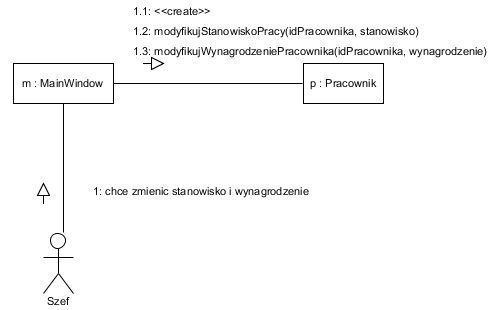 1.1: <<create>>
1.2: modyfikujStanowiskoPracy(idPracownika, stanowisko)
1.3: modyfikujWynagrodzeniePracownika(idPracownika, wynagrodzenie)
m : MainWindow
p : Pracownik
1: chce zmienic stanowisko i wynagrodzenie
Szef